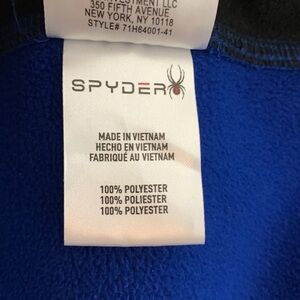 350 FIFTH AVENUE
NEW YORK, NY 10118
STYLE# 71H64001-41
SPYDER
MADE IN VIETNAM
HECHO EN VIETNAM
FABRIQUÉ AU VIETNAM
100% POLYESTER
100% POLIESTER
100% POLYESTER